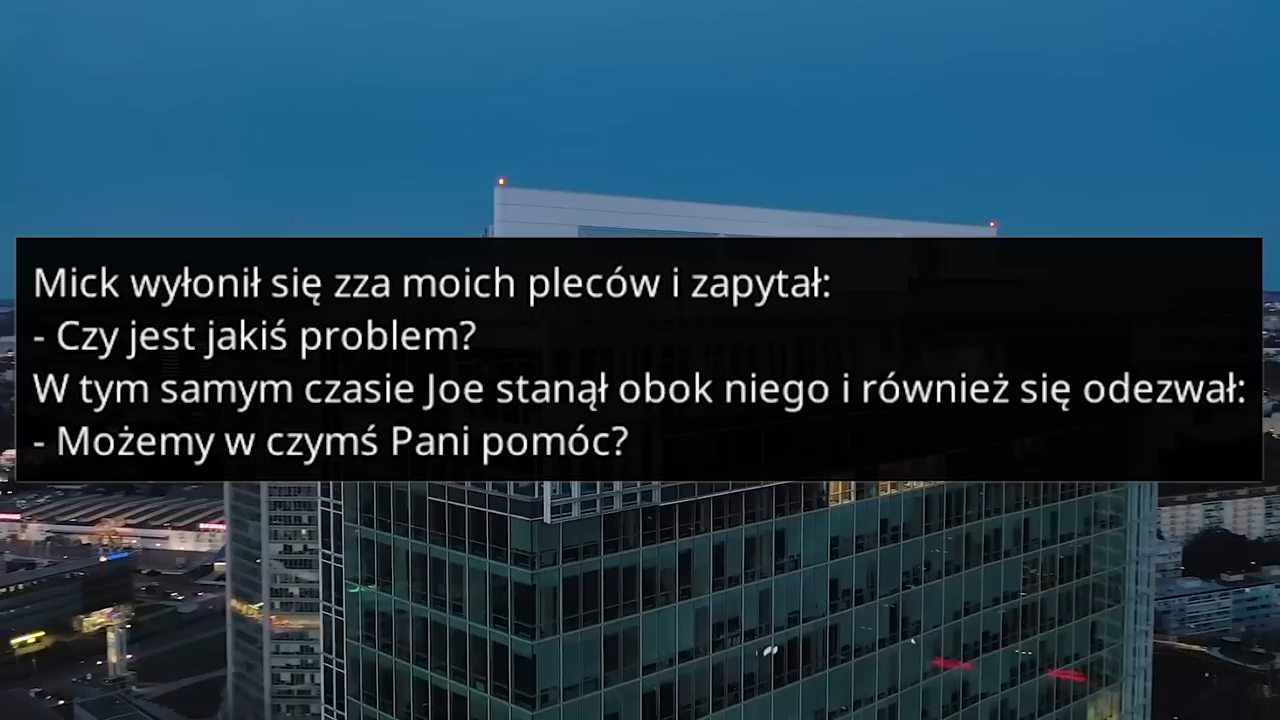 Mick wyłonił się zza moich pleców i zapytał:
- Czy jest jakiś problem?
W tym samym czasie Joe stanął obok niego i również się odezwał:
- Możemy w czymś Pani pomóc?